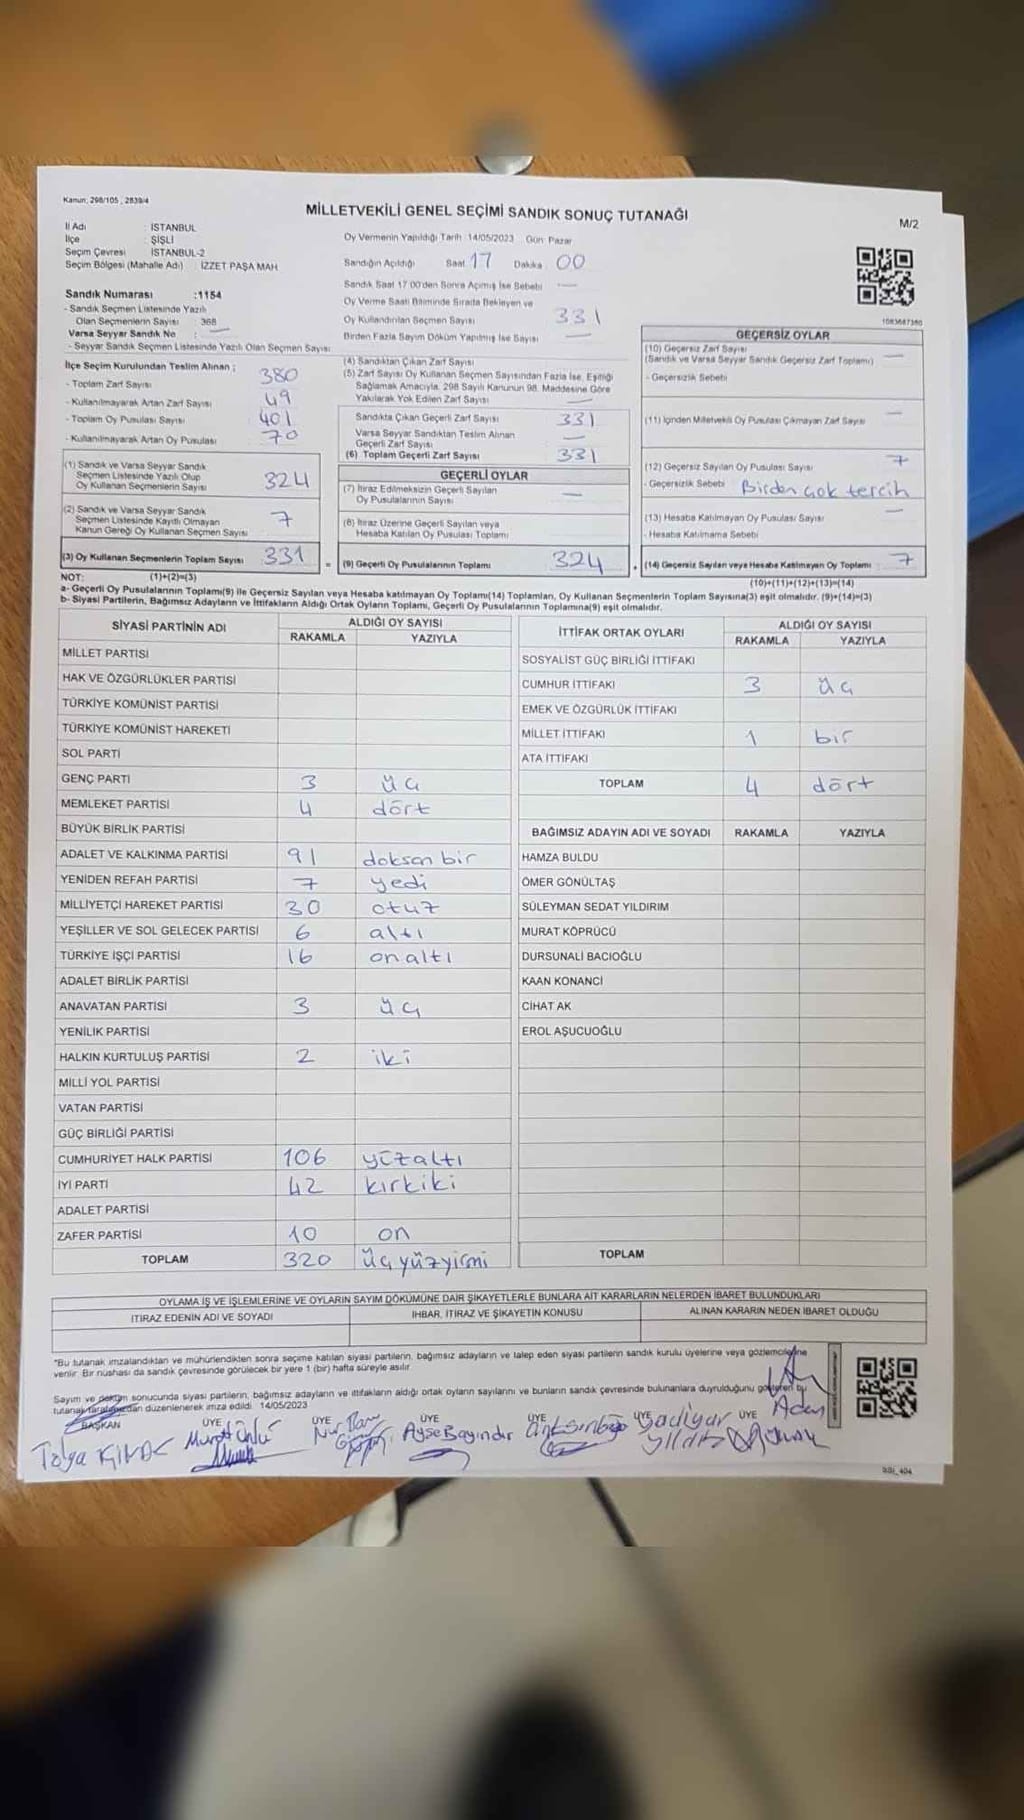 Kanun; 298/105 , 2839/4
MİLLETVEKİLİ GENEL SEÇİMİ SANDIK SONUÇ TUTANAĞI
M/2
İl Adı : İSTANBUL
İlçe : ŞİŞLİ
Seçim Çevresi : İSTANBUL-2
Seçim Bölgesi (Mahalle Adı) : İZZET PAŞA MAH
Oy Vermenin Yapıldığı Tarih :14/05/2023 Gün: Pazar
Sandığın Açıldığı Saat 17 Dakika 00
Sandık Saat 17:00'den Sonra Açılmış İse Sebebi —
Oy Verme Saati Bitiminde Sırada Bekleyen ve
Oy Kullandırılan Seçmen Sayısı 331
Birden Fazla Sayım Döküm Yapılmış İse Sayısı —
Sandık Numarası :1154
- Sandık Seçmen Listesinde Yazılı
Olan Seçmenlerin Sayısı : 368
Varsa Seyyar Sandık No : —
- Seyyar Sandık Seçmen Listesinde Yazılı Olan Seçmen Sayısı:
İlçe Seçim Kurulundan Teslim Alınan ;
- Toplam Zarf Sayısı 380
- Kullanılmayarak Artan Zarf Sayısı 49
- Toplam Oy Pusulası Sayısı 401
- Kullanılmayarak Artan Oy Pusulası 70
(1) Sandık ve Varsa Seyyar Sandık
Seçmen Listesinde Yazılı Olup
Oy Kullanan Seçmenlerin Sayısı 324
(2) Sandık ve Varsa Seyyar Sandık
Seçmen Listesinde Kayıtlı Olmayan
Kanun Gereği Oy Kullanan Seçmen Sayısı 7
(3) Oy Kullanan Seçmenlerin Toplam Sayısı 331
(4) Sandıktan Çıkan Zarf Sayısı
(5) Zarf Sayısı Oy Kullanan Seçmen Sayısından Fazla İse, Eşitliği
Sağlamak Amacıyla, 298 Sayılı Kanunun 98. Maddesine Göre
Yakılarak Yok Edilen Zarf Sayısı —
Sandıkta Çıkan Geçerli Zarf Sayısı 331
Varsa Seyyar Sandıktan Teslim Alınan
Geçerli Zarf Sayısı —
(6) Toplam Geçerli Zarf Sayısı 331
GEÇERLİ OYLAR
(7) İtiraz Edilmeksizin Geçerli Sayılan
Oy Pusulalarının Sayısı —
(8) İtiraz Üzerine Geçerli Sayılan veya
Hesaba Katılan Oy Pusulası Toplamı
= (9) Geçerli Oy Pusulalarının Toplamı 324
1083687380
GEÇERSİZ OYLAR
(10) Geçersiz Zarf Sayısı
(Sandık ve Varsa Seyyar Sandık Geçersiz Zarf Toplamı) —
- Geçersizlik Sebebi
(11) İçinden Milletvekili Oy Pusulası Çıkmayan Zarf Sayısı —
(12) Geçersiz Sayılan Oy Pusulası Sayısı 7
- Geçersizlik Sebebi Birden çok tercih
(13) Hesaba Katılmayan Oy Pusulası Sayısı —
- Hesaba Katılmama Sebebi
+ (14) Geçersiz Sayılan veya Hesaba Katılmayan Oy Toplamı 7
NOT: (1)+(2)=(3)
(10)+(11)+(12)+(13)=(14)
a- Geçerli Oy Pusulalarının Toplamı(9) ile Geçersiz Sayılan veya Hesaba katılmayan Oy Toplamı(14) Toplamları, Oy Kullanan Seçmenlerin Toplam Sayısına(3) eşit olmalıdır. (9)+(14)=(3)
b- Siyasi Partilerin, Bağımsız Adayların ve İttifakların Aldığı Ortak Oyların Toplamı, Geçerli Oy Pusulalarının Toplamına(9) eşit olmalıdır.
SİYASİ PARTİNİN ADI ALDIĞI OY SAYISI
RAKAMLA YAZIYLA
MİLLET PARTİSİ
HAK VE ÖZGÜRLÜKLER PARTİSİ
TÜRKİYE KOMÜNİST PARTİSİ
TÜRKİYE KOMÜNİST HAREKETİ
SOL PARTİ
GENÇ PARTİ 3 üç
MEMLEKET PARTİSİ 4 dört
BÜYÜK BİRLİK PARTİSİ
ADALET VE KALKINMA PARTİSİ 91 doksan bir
YENİDEN REFAH PARTİSİ 7 yedi
MİLLİYETÇİ HAREKET PARTİSİ 30 otuz
YEŞİLLER VE SOL GELECEK PARTİSİ 6 altı
TÜRKİYE İŞÇİ PARTİSİ 16 on altı
ADALET BİRLİK PARTİSİ
ANAVATAN PARTİSİ 3 üç
YENİLİK PARTİSİ
HALKIN KURTULUŞ PARTİSİ 2 iki
MİLLİ YOL PARTİSİ
VATAN PARTİSİ
GÜÇ BİRLİĞİ PARTİSİ
CUMHURİYET HALK PARTİSİ 106 yüzaltı
İYİ PARTİ 42 kırkiki
ADALET PARTİSİ
ZAFER PARTİSİ 10 on
TOPLAM 320 üçyüzyirmi
İTTİFAK ORTAK OYLARI ALDIĞI OY SAYISI
RAKAMLA YAZIYLA
SOSYALİST GÜÇ BİRLİĞİ İTTİFAKI
CUMHUR İTTİFAKI 3 üç
EMEK VE ÖZGÜRLÜK İTTİFAKI
MİLLET İTTİFAKI 1 bir
ATA İTTİFAKI
TOPLAM 4 dört
BAĞIMSIZ ADAYIN ADI VE SOYADI RAKAMLA YAZIYLA
HAMZA BULDU
ÖMER GÖNÜLTAŞ
SÜLEYMAN SEDAT YILDIRIM
MURAT KÖPRÜCÜ
DURSUNALİ BACIOĞLU
KAAN KONANCİ
CİHAT AK
EROL AŞUCUOĞLU
TOPLAM
OYLAMA İŞ VE İŞLEMLERİNE VE OYLARIN SAYIM DÖKÜMÜNE DAİR ŞİKAYETLERLE BUNLARA AİT KARARLARIN NELERDEN İBARET BULUNDUKLARI
İTİRAZ EDENİN ADI VE SOYADI İHBAR, İTİRAZ VE ŞİKAYETİN KONUSU ALINAN KARARIN NEDEN İBARET OLDUĞU
*Bu tutanak imzalandıktan ve mühürlendikten sonra seçime katılan siyasi partilerin, bağımsız adayların ve talep eden siyasi partilerin sandık kurulu üyelerine veya gözlemcilerine
verilir. Bir nüshası da sandık çevresinde görülecek bir yere 1 (bir) hafta süreyle asılır.
Sayım ve döküm sonucunda siyasi partilerin, bağımsız adayların ve ittifakların aldığı ortak oyların sayılarını ve bunların sandık çevresinde bulunanlara duyrulduğunu gösteren bu
tutanak tarafımızdan düzenlenerek imza edildi. 14/05/2023
BAŞKAN ÜYE ÜYE ÜYE ÜYE ÜYE ÜYE
Tolga Murat Ünlü Ayşe Bayındır Sadiyar Yıldız Adem
SSİ_404